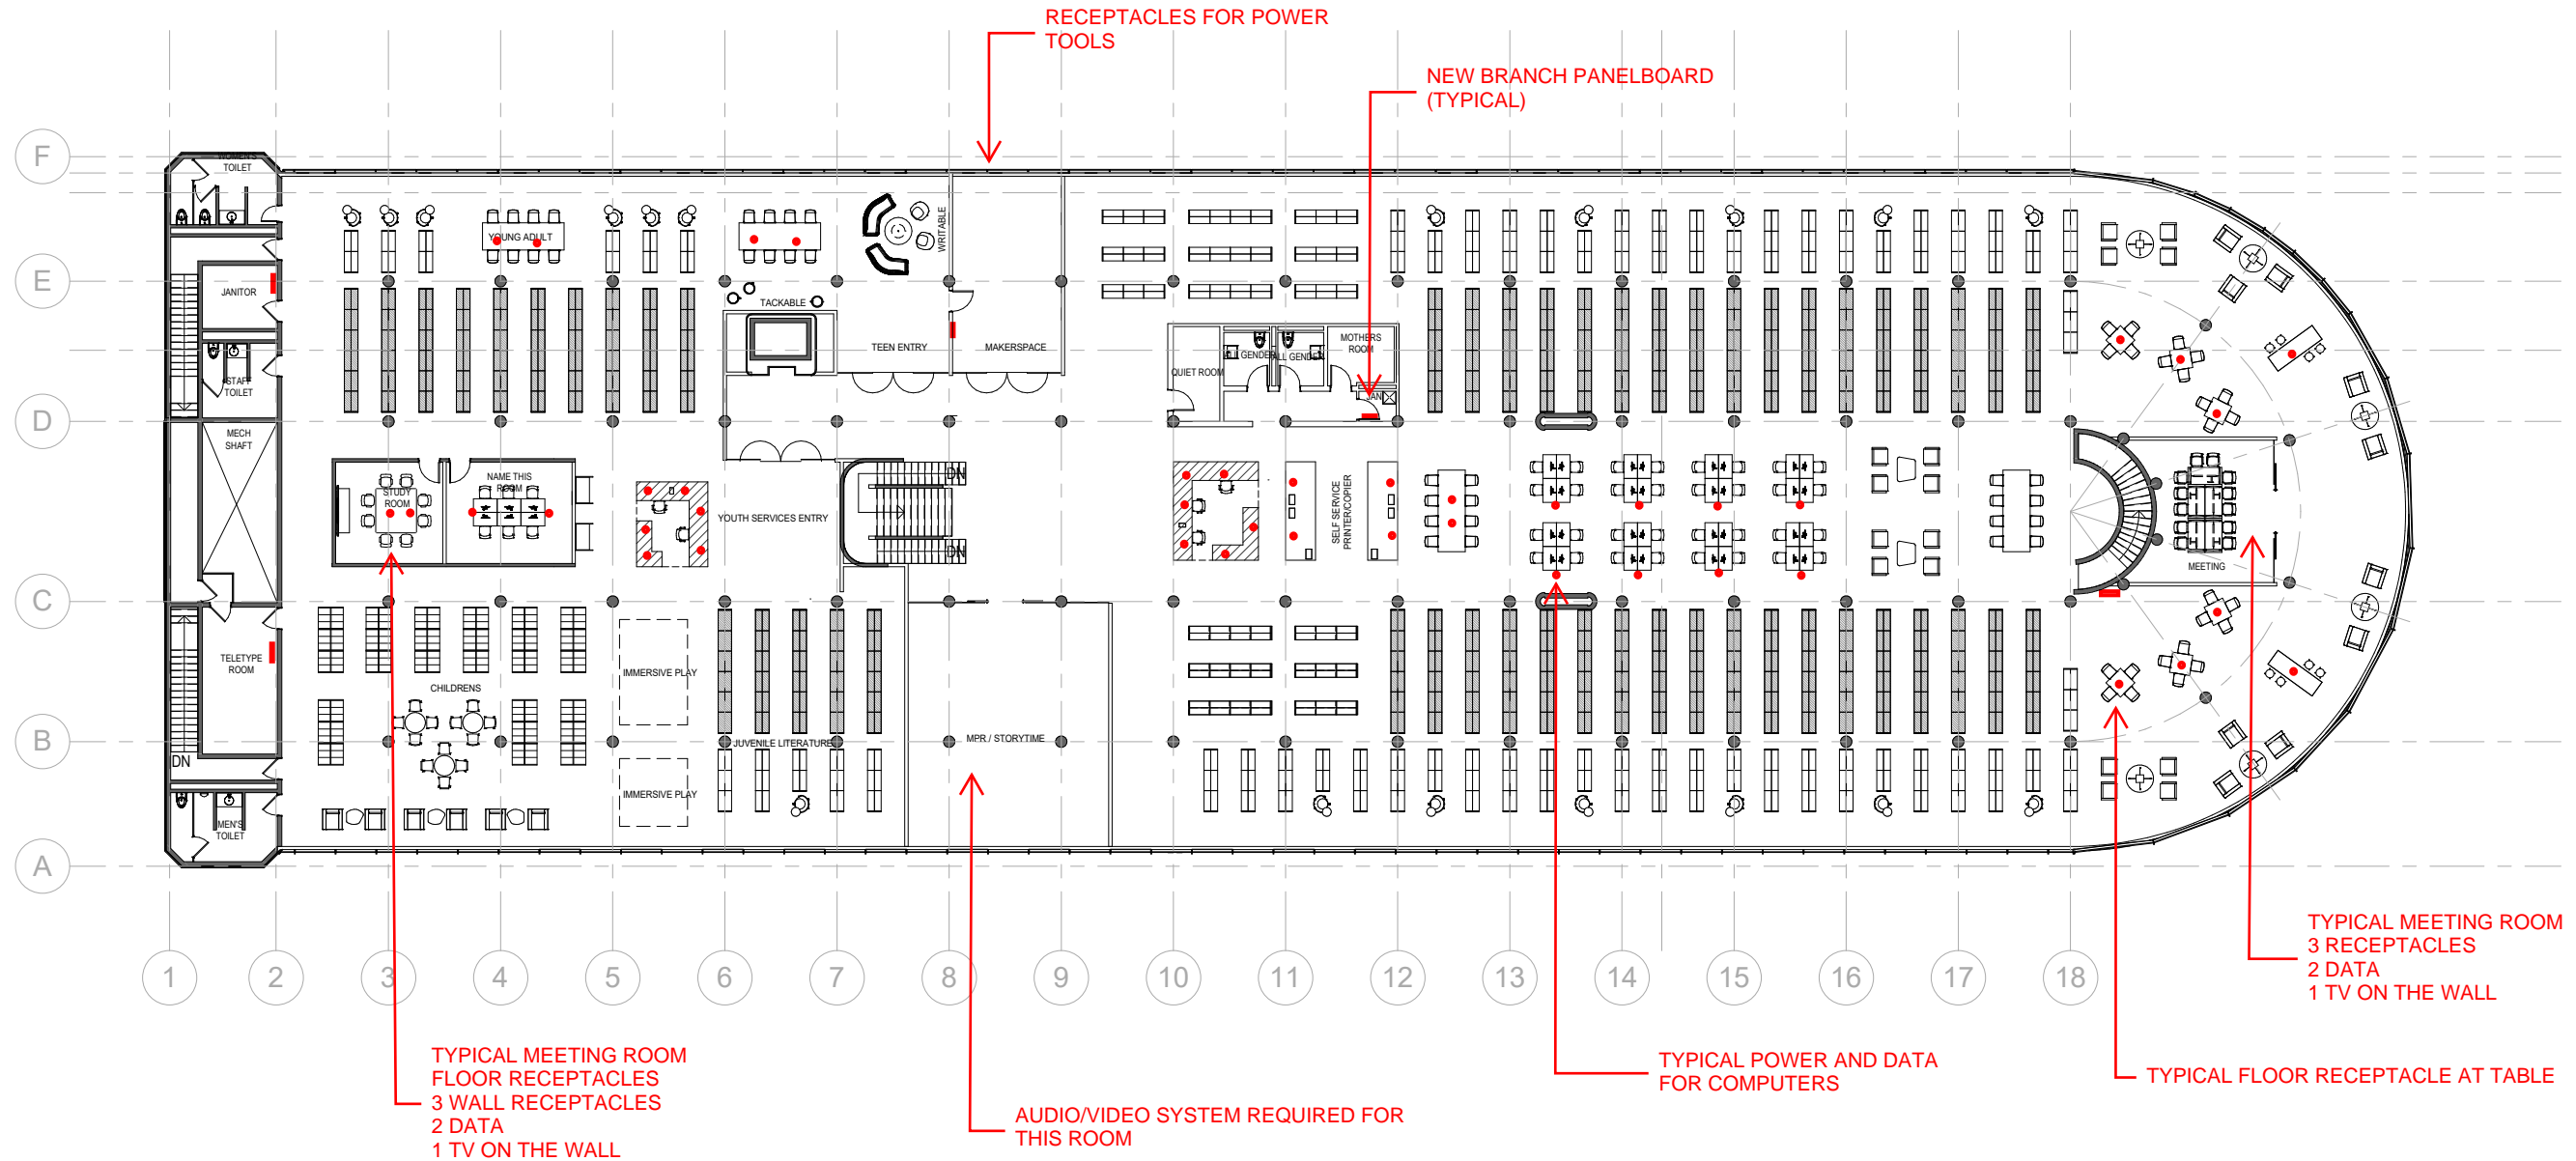 RECEPTACLES FOR POWER
TOOLS
NEW BRANCH PANELBOARD
(TYPICAL)
F
WOMEN'S
TOILET
WRITABLE
YOUNG ADULT
E
JANITOR
TACKABLE
TEEN ENTRY
MAKERSPACE
MOTHERS
ROOM
ALL GENDER
ALL GENDER
QUIET ROOM
STAFF
TOILET
JAN
D
MECH
SHAFT
NAME THIS
ROOM
STUDY
ROOM
DN
YOUTH SERVICES ENTRY
SELF SERVICE
PRINTER/COPIER
DN
MEETING
C
TELETYPE
ROOM
IMMERSIVE PLAY
CHILDRENS
B
JUVENILE LITERATURE
MPR / STORYTIME
DN
IMMERSIVE PLAY
MEN'S
TOILET
A
1
2
3
4
5
6
7
8
9
10
11
12
13
14
15
16
17
18
TYPICAL MEETING ROOM
3 RECEPTACLES
2 DATA
1 TV ON THE WALL
TYPICAL MEETING ROOM
FLOOR RECEPTACLES
3 WALL RECEPTACLES
2 DATA
1 TV ON THE WALL
AUDIO/VIDEO SYSTEM REQUIRED FOR
THIS ROOM
TYPICAL POWER AND DATA
FOR COMPUTERS
TYPICAL FLOOR RECEPTACLE AT TABLE